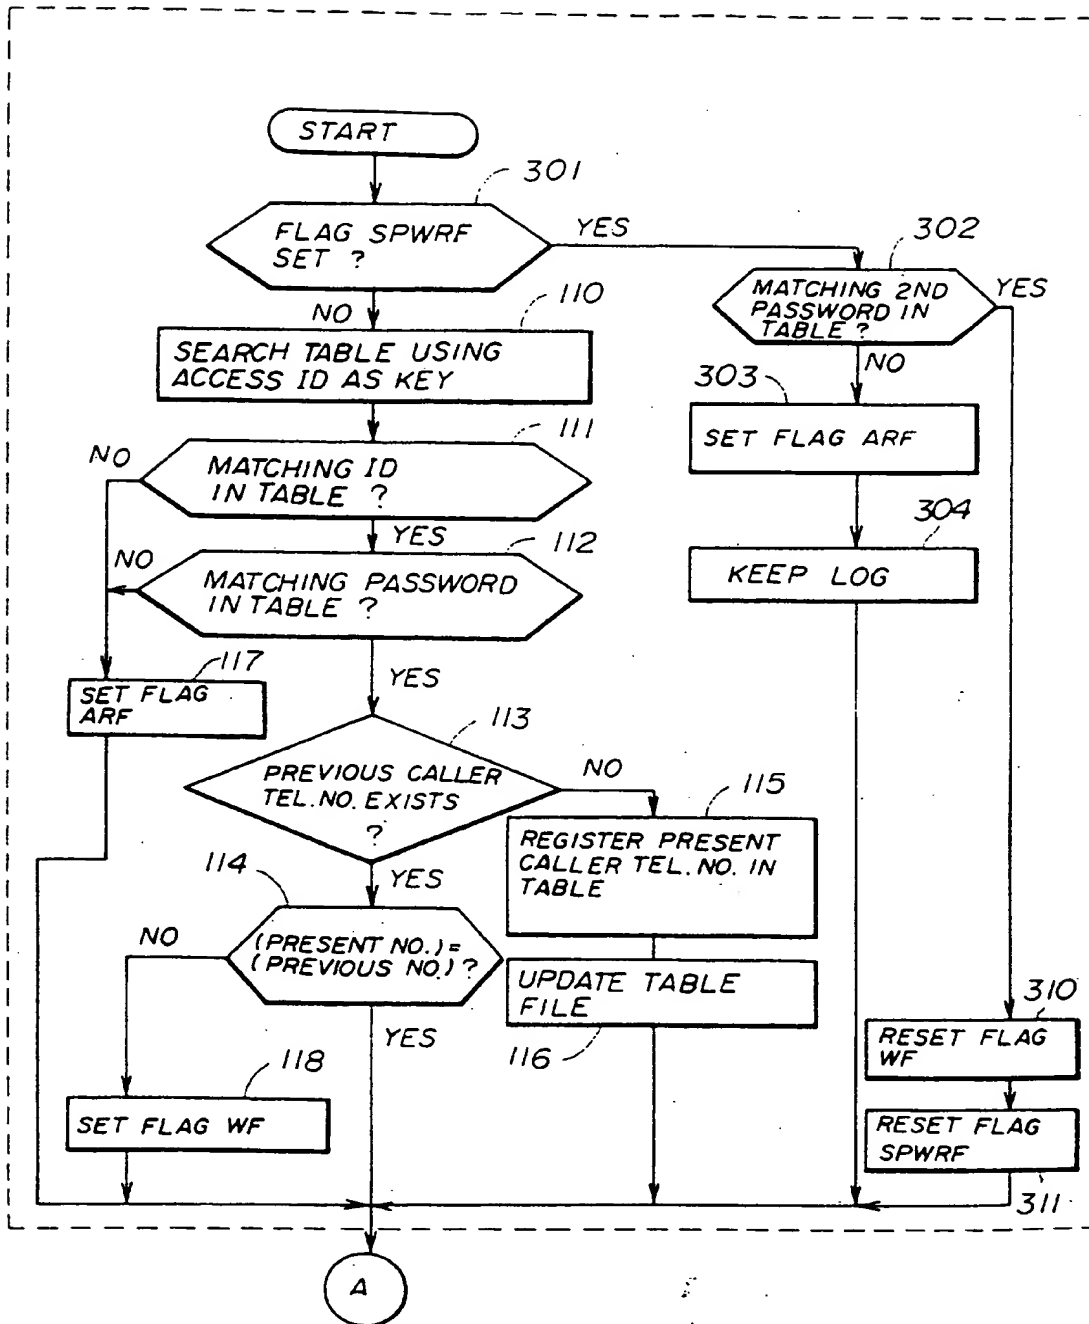 START
301
FLAG SPWRF
SET ?
YES
302
MATCHING 2ND
PASSWORD IN
TABLE ?
YES
NO
110
SEARCH TABLE USING
ACCESS ID AS KEY
NO
303
SET FLAG ARF
111
NO
MATCHING ID
IN TABLE ?
YES
304
KEEP LOG
112
NO
MATCHING PASSWORD
IN TABLE ?
YES
117
SET FLAG
ARF
113
PREVIOUS CALLER
TEL. NO. EXISTS
?
NO
115
REGISTER PRESENT
CALLER TEL. NO. IN
TABLE
YES
114
NO
(PRESENT NO.) =
(PREVIOUS NO.) ?
YES
UPDATE TABLE
FILE
116
310
RESET FLAG
WF
118
SET FLAG WF
RESET FLAG
SPWRF
311
A